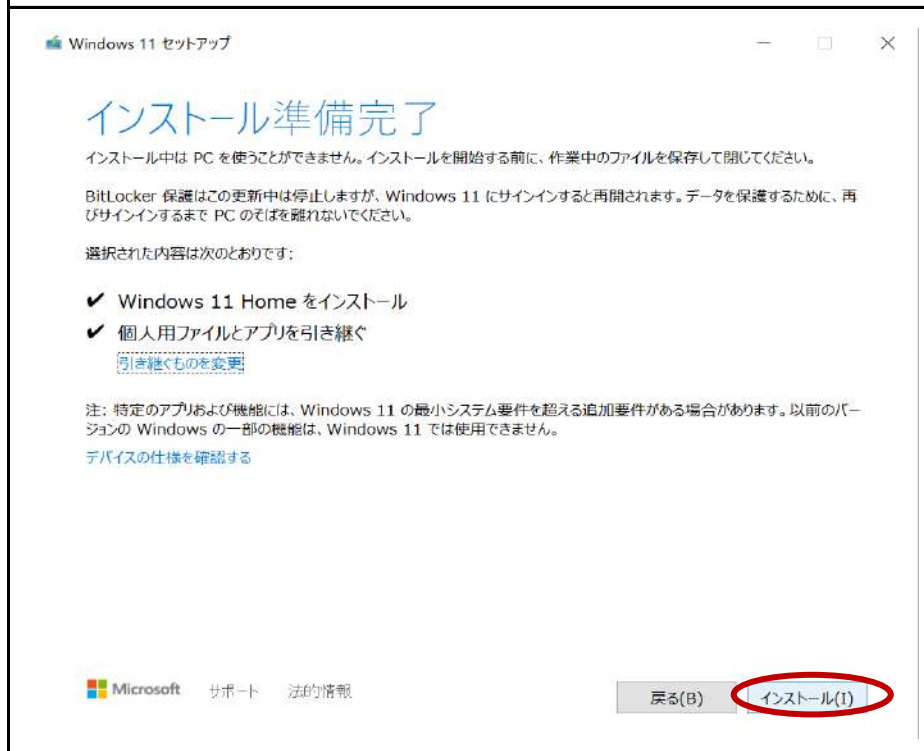 Windows 11 セットアップ
インストール準備完了
インストール中は PC を使うことができません。インストールを開始する前に、作業中のファイルを保存して閉じてください。
BitLocker 保護はこの更新中は停止しますが、Windows 11 にサインインすると再開されます。データを保護するために、再
びサインインするまで PC のそばを離れないでください。
選択された内容は次のとおりです:
✔ Windows 11 Home をインストール
✔ 個人用ファイルとアプリを引き継ぐ
引き継ぐものを変更
注: 特定のアプリおよび機能には、Windows 11 の最小システム要件を超える追加要件がある場合があります。以前のバー
ジョンの Windows の一部の機能は、Windows 11 では使用できません。
デバイスの仕様を確認する
Microsoft サポート 法的情報
戻る(B) インストール(I)